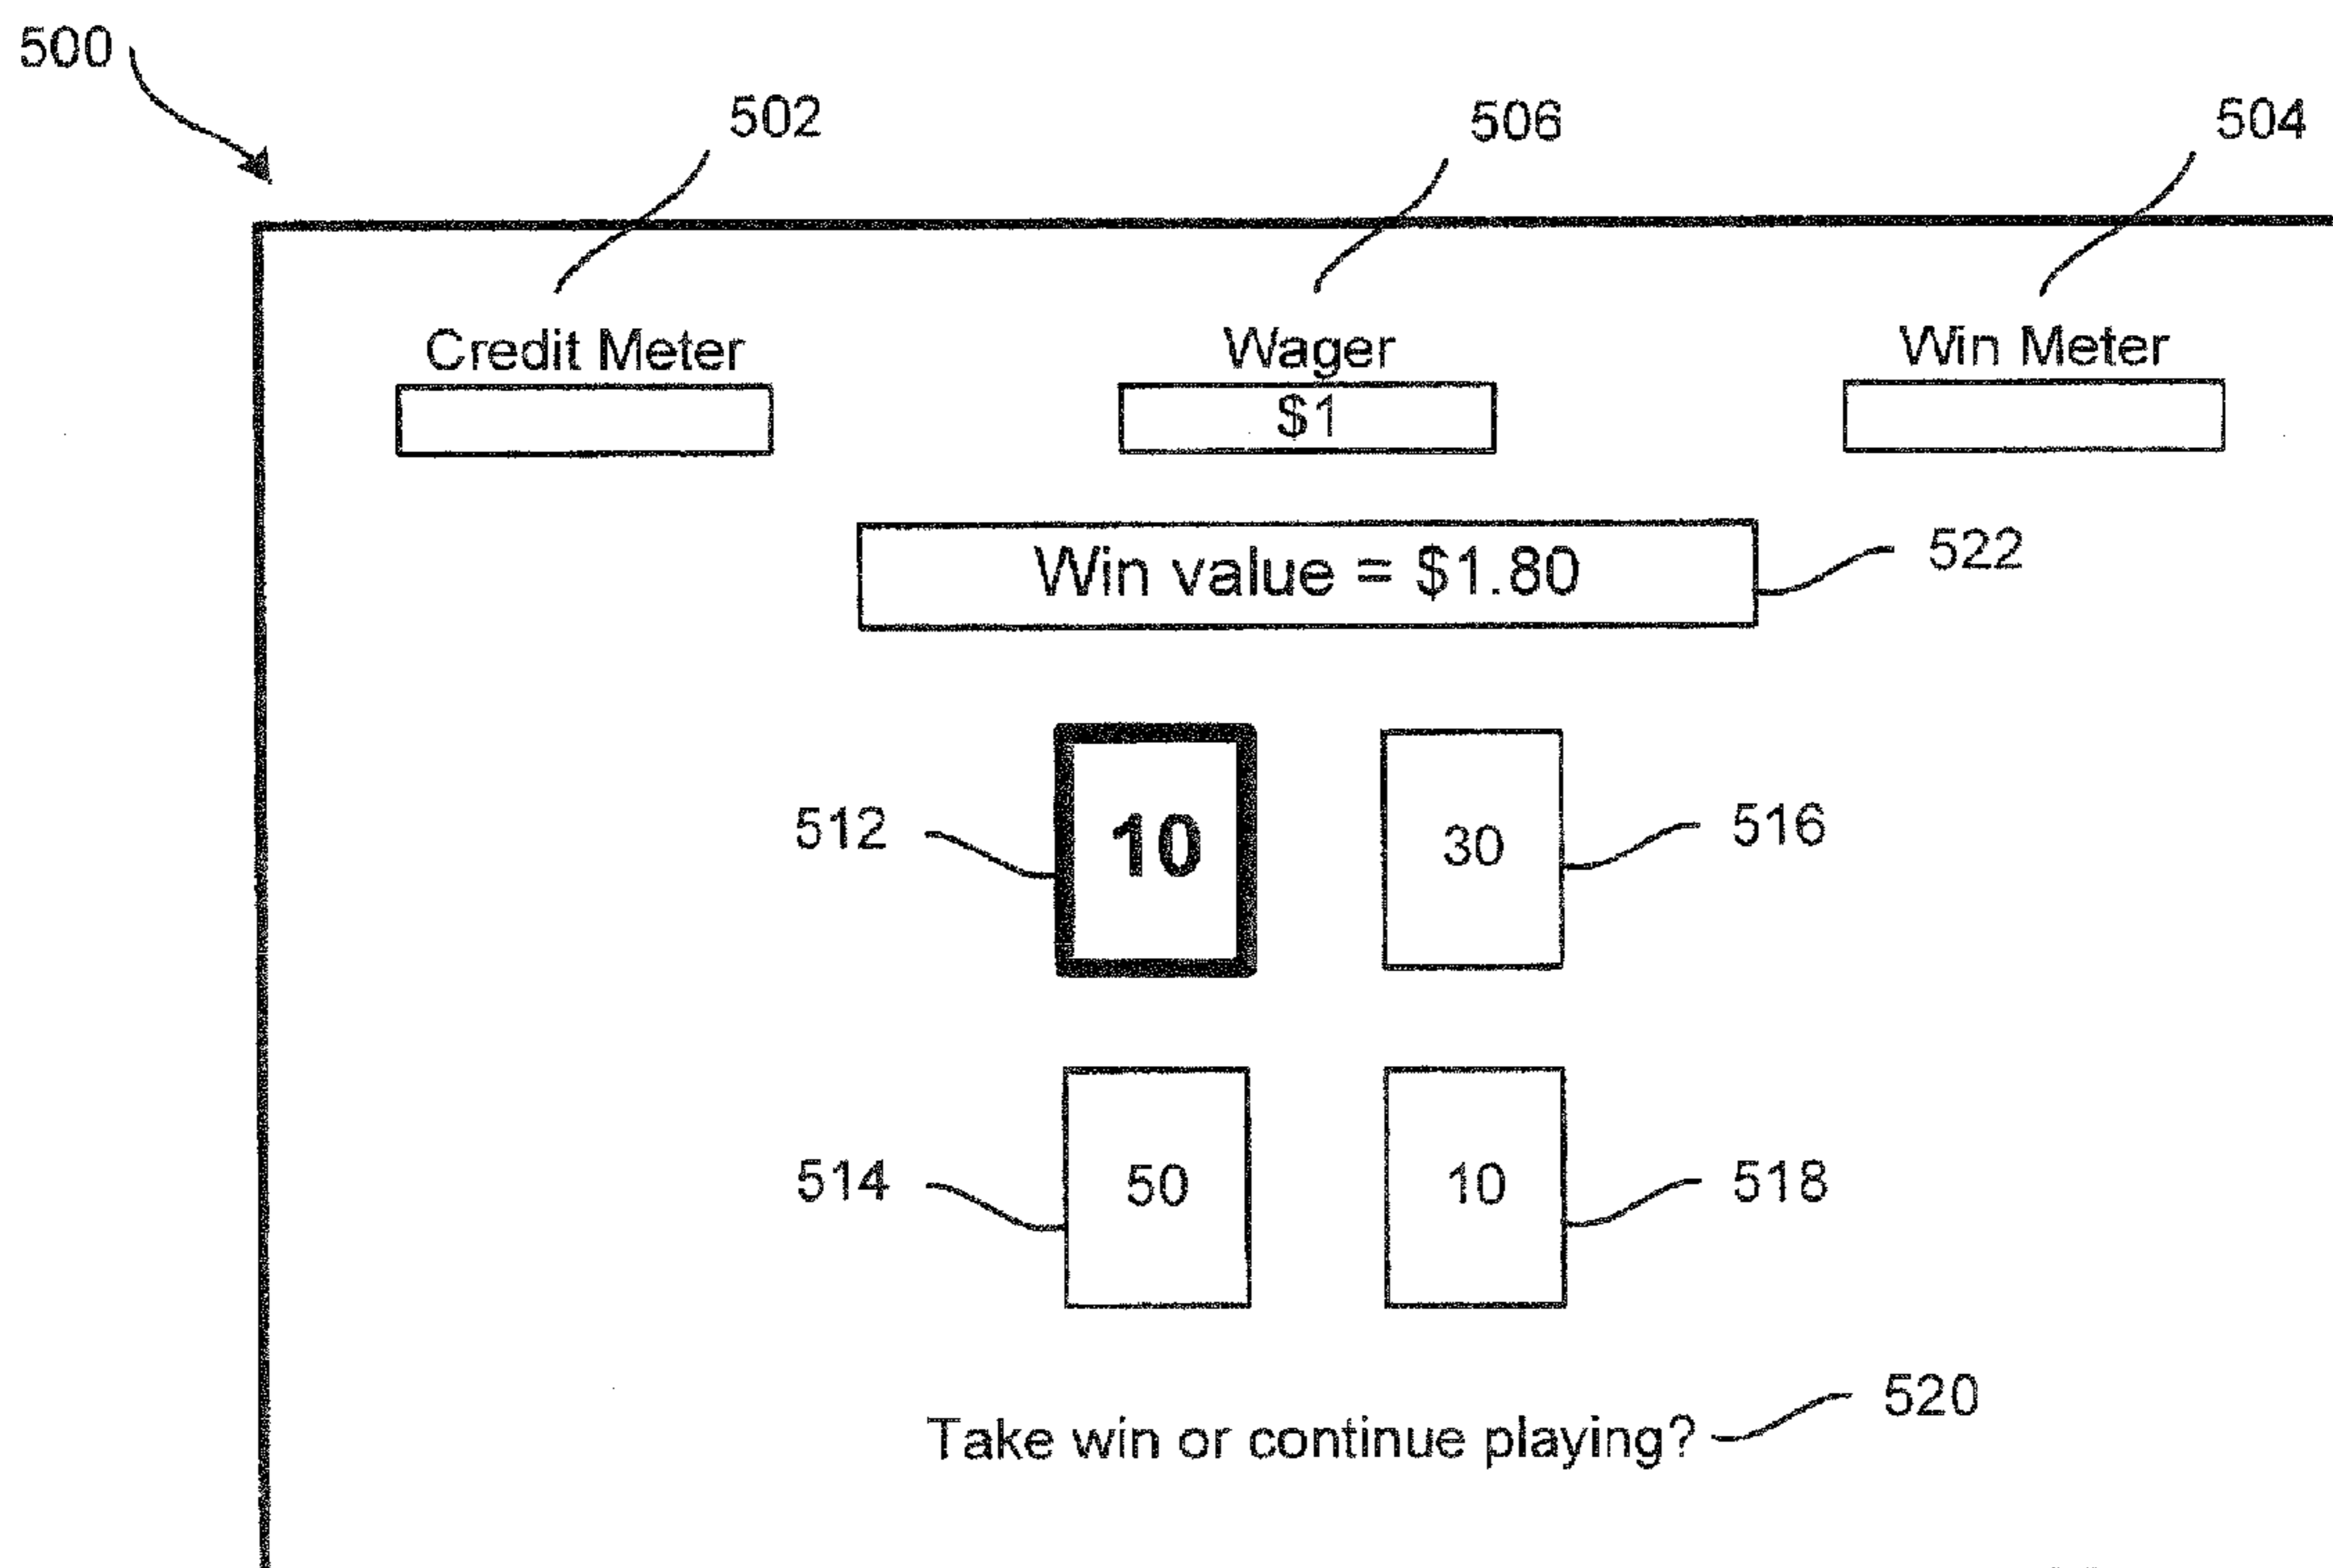 500
502 506 504
Credit Meter Wager Win Meter
$1
Win value = $1.80 522
512 10 30 516
514 50 10 518
520
Take win or continue playing?